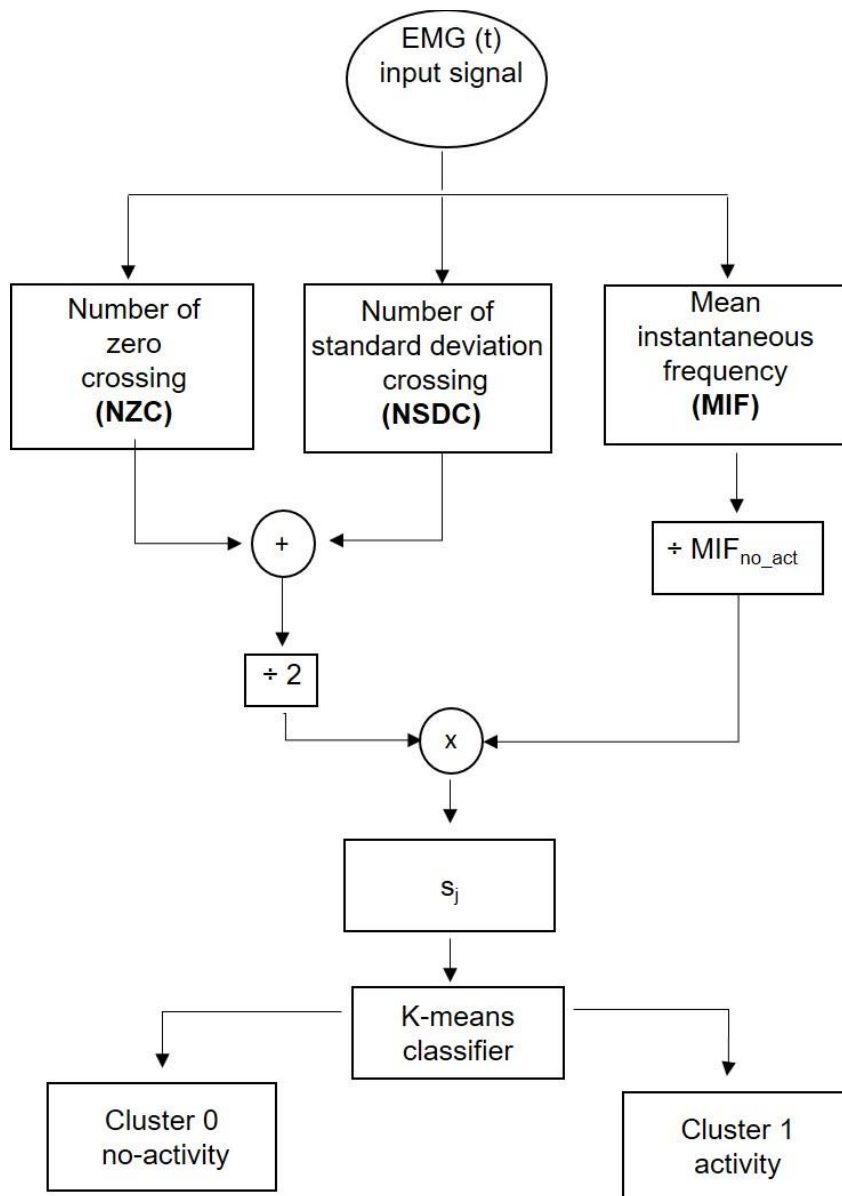 EMG (t)
input signal
Number of
zero
crossing
(NZC)
Number of
standard deviation
crossing
(NSDC)
Mean
instantaneous
frequency
(MIF)
+
÷ MIFno_act
÷ 2
x
sj
K-means
classifier
Cluster 0
no-activity
Cluster 1
activity